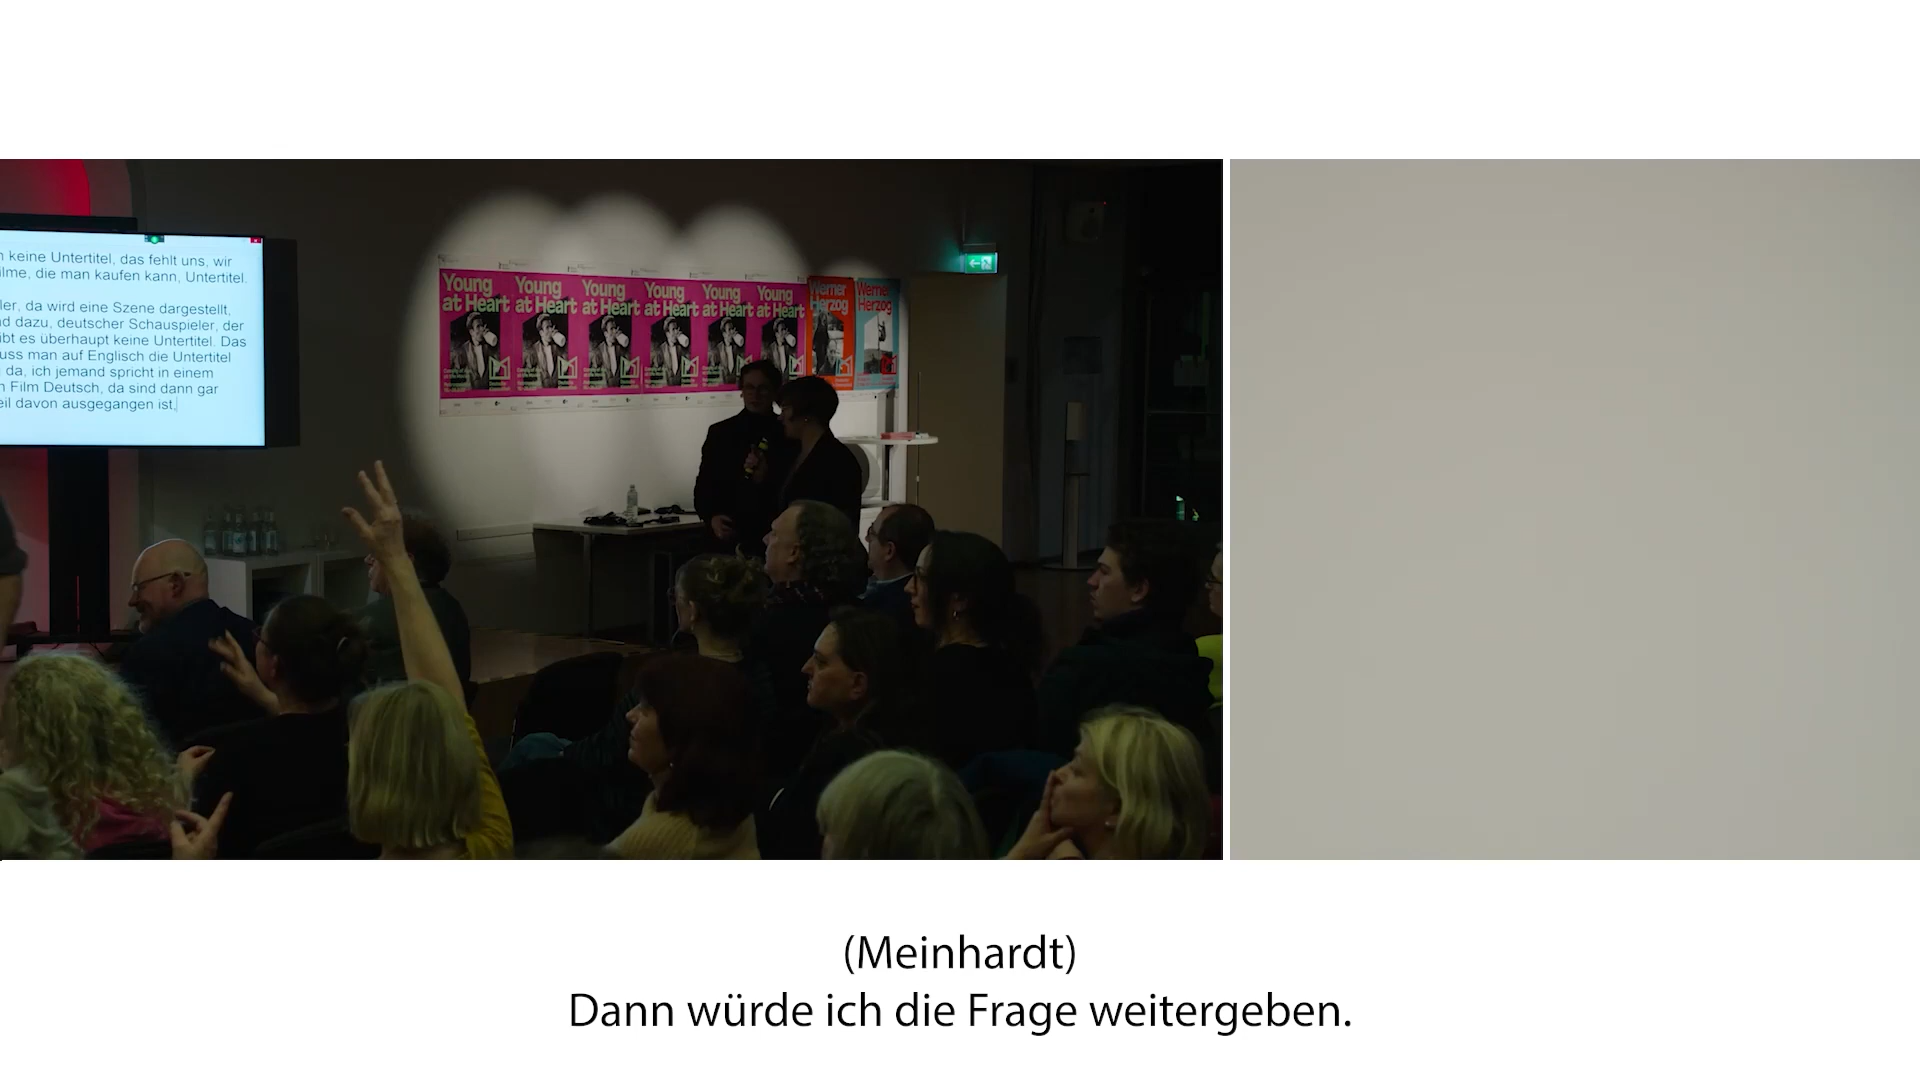 n keine Untertitel, das fehlt uns, wir
ilme, die man kaufen kann, Untertitel.
ler, da wird eine Szene dargestellt,
d dazu, deutscher Schauspieler, der
ibt es überhaupt keine Untertitel. Das
uss man auf Englisch die Untertitel
da, ich jemand spricht in einem
n Film Deutsch, da sind dann gar
eil davon ausgegangen ist.
Young
at Heart
Young
at Heart
Young
at Heart
Young
at Heart
Young
at Heart
Young
at Heart
Werner
Herzog
Werner
Herzog
(Meinhardt)
Dann würde ich die Frage weitergeben.